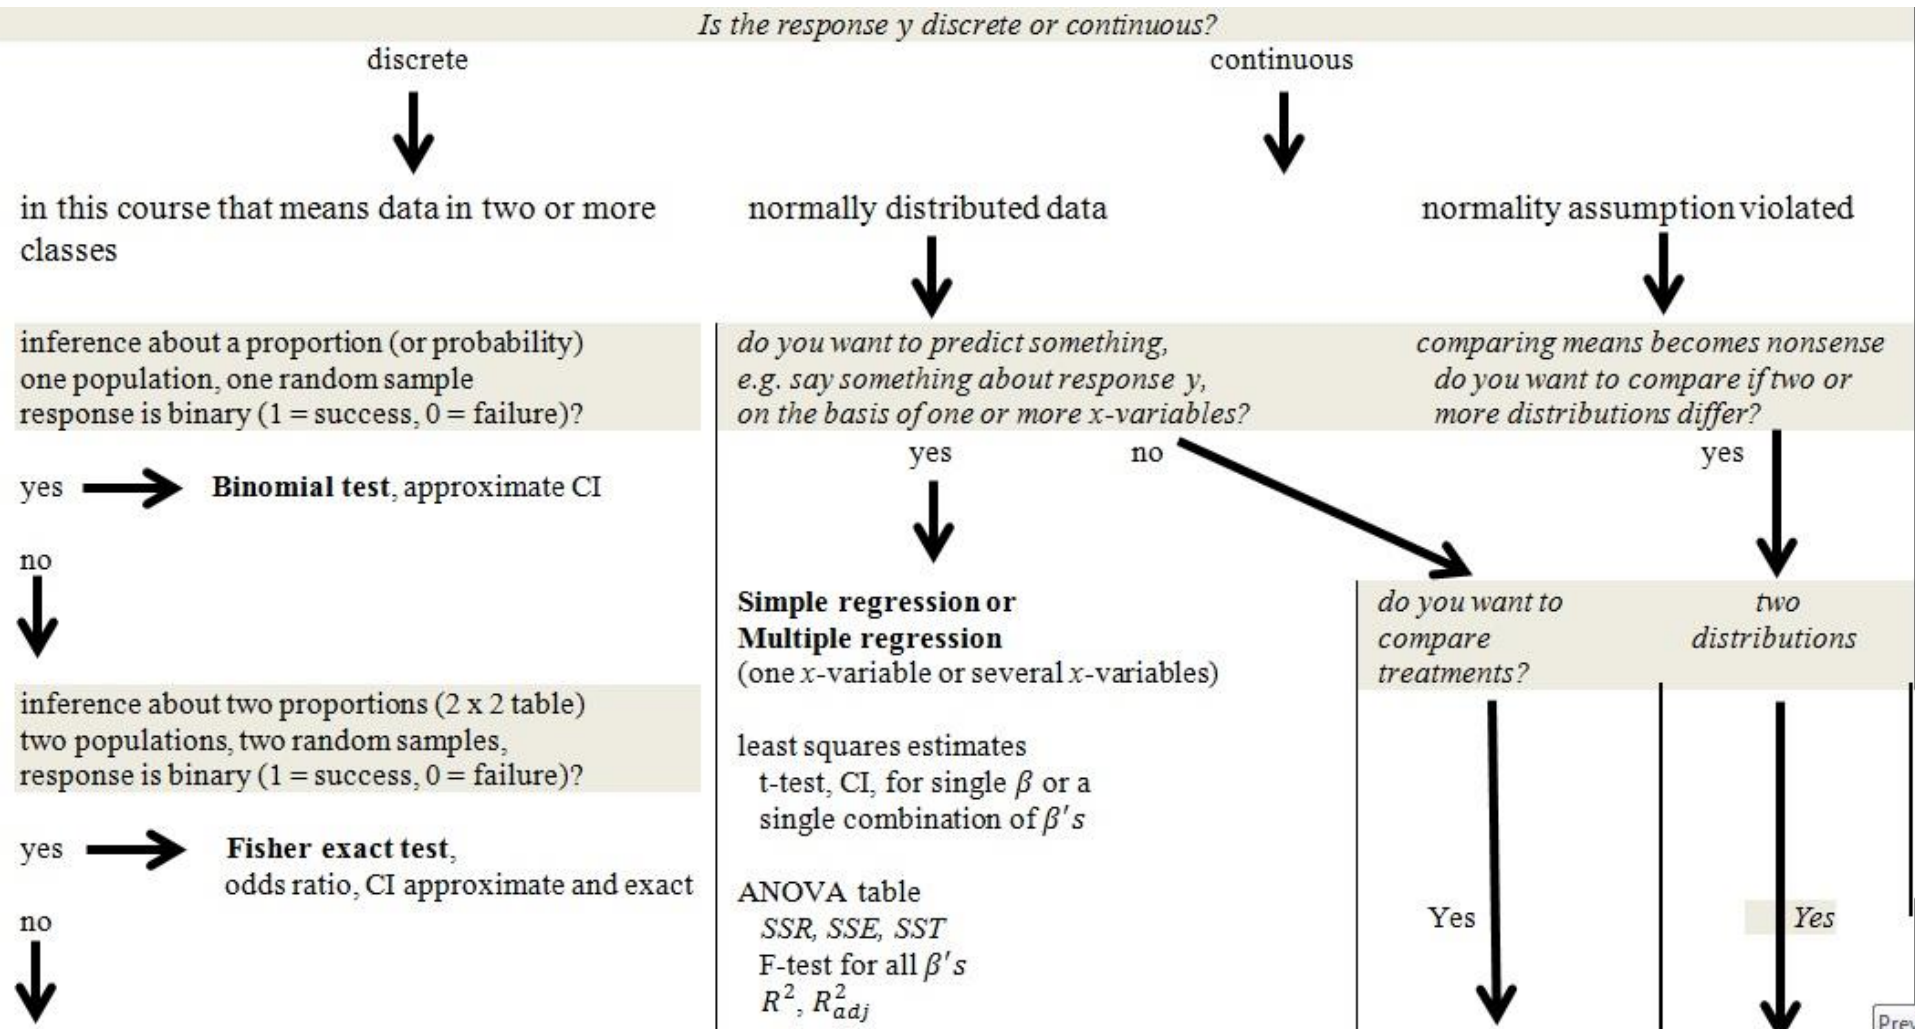 Is the response y discrete or continuous?
discrete
continuous
in this course that means data in two or more
classes
normally distributed data
normality assumption violated
inference about a proportion (or probability)
one population, one random sample
response is binary (1 = success, 0 = failure)?
yes
Binomial test, approximate CI
no
inference about two proportions (2 x 2 table)
two populations, two random samples,
response is binary (1 = success, 0 = failure)?
yes
Fisher exact test,
odds ratio, CI approximate and exact
no
do you want to predict something,
e.g. say something about response y,
on the basis of one or more x-variables?
yes
no
Simple regression or
Multiple regression
(one x-variable or several x-variables)
least squares estimates
t-test, CI, for single β or a
single combination of β's
ANOVA table
SSR, SSE, SST
F-test for all β's
R², R²adj
comparing means becomes nonsense
do you want to compare if two or
more distributions differ?
yes
do you want to
compare
treatments?
Yes
two
distributions
Yes